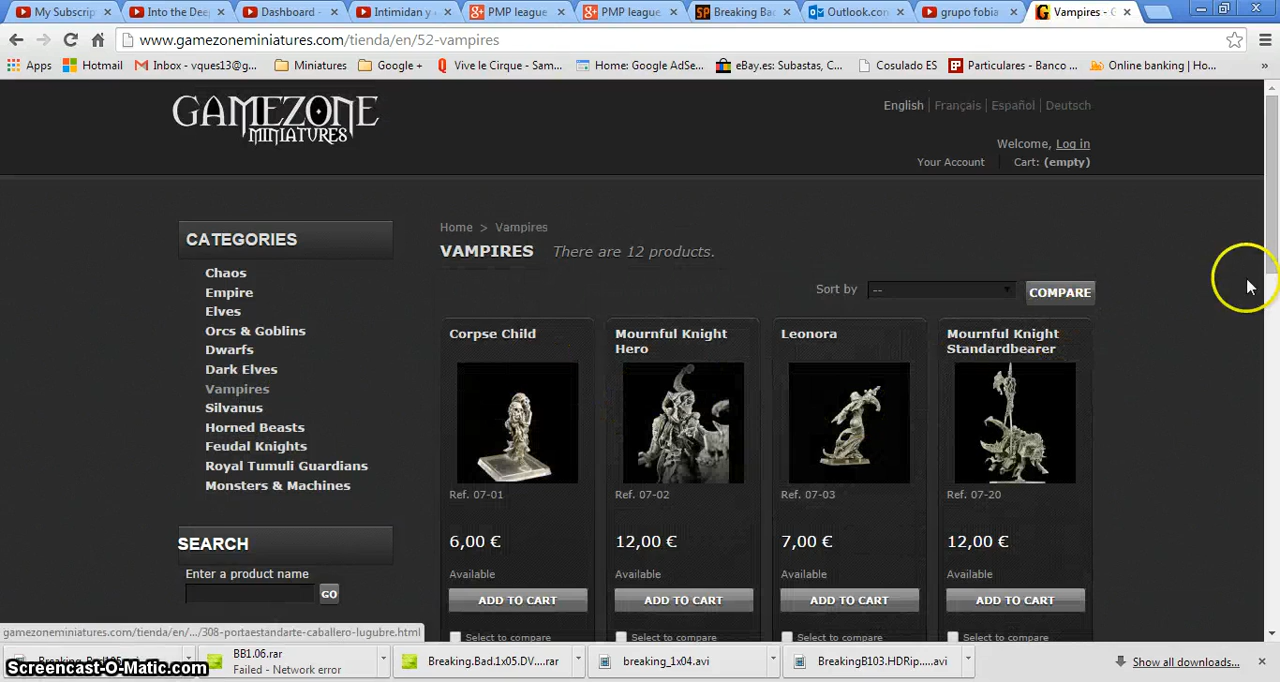 My Subscrip
Into the Dee
Dashboard -
Intimidan y
PMP league
PMP league
Breaking Ba
Outlook.con
grupo fobia
Vampires - G
www.gamezoneminiatures.com/tienda/en/52-vampires
Apps
Hotmail
Inbox - vques13@g...
Miniatures
Google +
Vive le Cirque - Sam...
Home: Google AdSe...
eBay.es: Subastas, C...
Cosulado ES
Particulares - Banco ...
Online banking | Ho...
GAMEZONE
MINIATURES
English
Français
Español
Deutsch
Welcome, Log in
Your Account
Cart: (empty)
CATEGORIES
Chaos
Empire
Elves
Orcs & Goblins
Dwarfs
Dark Elves
Vampires
Silvanus
Horned Beasts
Feudal Knights
Royal Tumuli Guardians
Monsters & Machines
SEARCH
Enter a product name
GO
Home > Vampires
VAMPIRES There are 12 products.
Sort by
--
COMPARE
Corpse Child
Ref. 07-01
6,00 €
Available
ADD TO CART
Select to compare
Mournful Knight
Hero
Ref. 07-02
12,00 €
Available
ADD TO CART
Select to compare
Leonora
Ref. 07-03
7,00 €
Available
ADD TO CART
Select to compare
Mournful Knight
Standardbearer
Ref. 07-20
12,00 €
Available
ADD TO CART
Select to compare
gamezoneminiatures.com/tienda/en/.../308-portaestandarte-caballero-lugubre.html
BB1.06.rar
Failed - Network error
Breaking.Bad.1x05.DV....rar
breaking_1x04.avi
BreakingB103.HDRip.....avi
Show all downloads...
Screencast-O-Matic.com